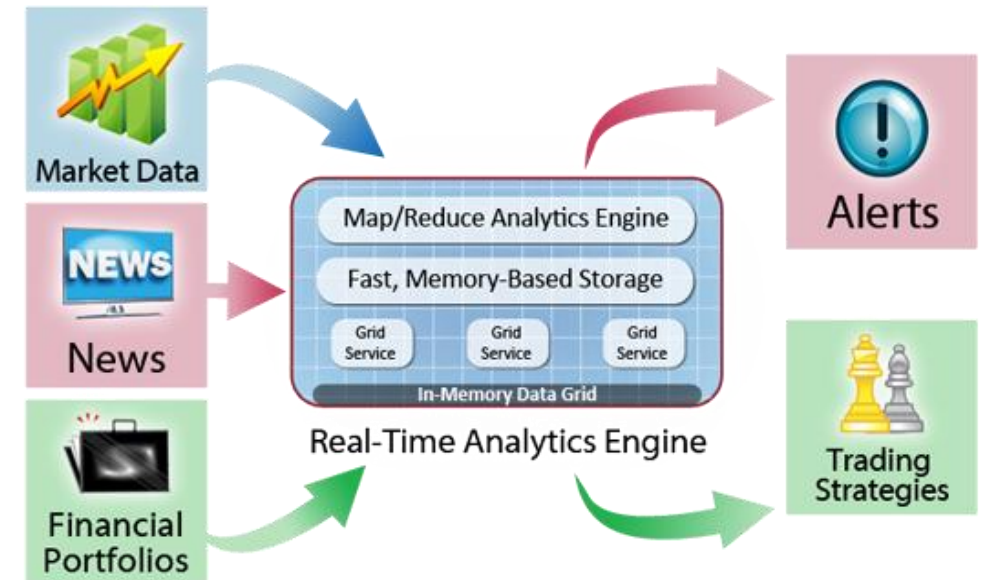 Market Data
NEWS
News
Financial
Portfolios
Map/Reduce Analytics Engine
Fast, Memory-Based Storage
Grid
Service
Grid
Service
Grid
Service
In-Memory Data Grid
Real-Time Analytics Engine
Alerts
Trading
Strategies